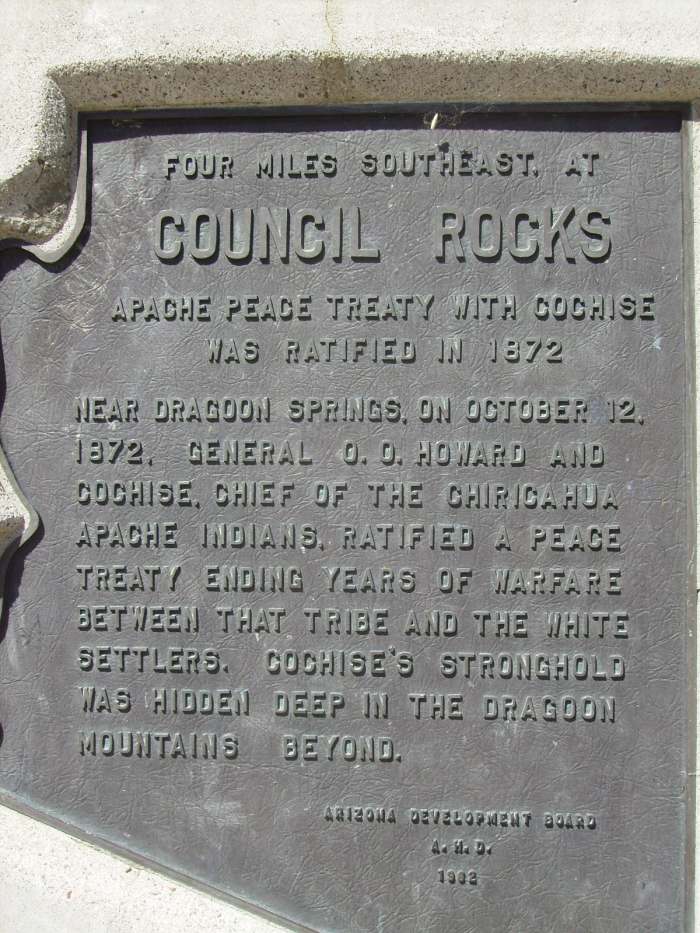 FOUR MILES SOUTHEAST, AT
COUNCIL ROCKS
APACHE PEACE TREATY WITH COCHISE
WAS RATIFIED IN 1872
NEAR DRAGOON SPRINGS, ON OCTOBER 12,
1872, GENERAL O. O. HOWARD AND
COCHISE, CHIEF OF THE CHIRICAHUA
APACHE INDIANS, RATIFIED A PEACE
TREATY ENDING YEARS OF WARFARE
BETWEEN THAT TRIBE AND THE WHITE
SETTLERS. COCHISE'S STRONGHOLD
WAS HIDDEN DEEP IN THE DRAGOON
MOUNTAINS BEYOND.
ARIZONA DEVELOPMENT BOARD
A. H. D.
1962